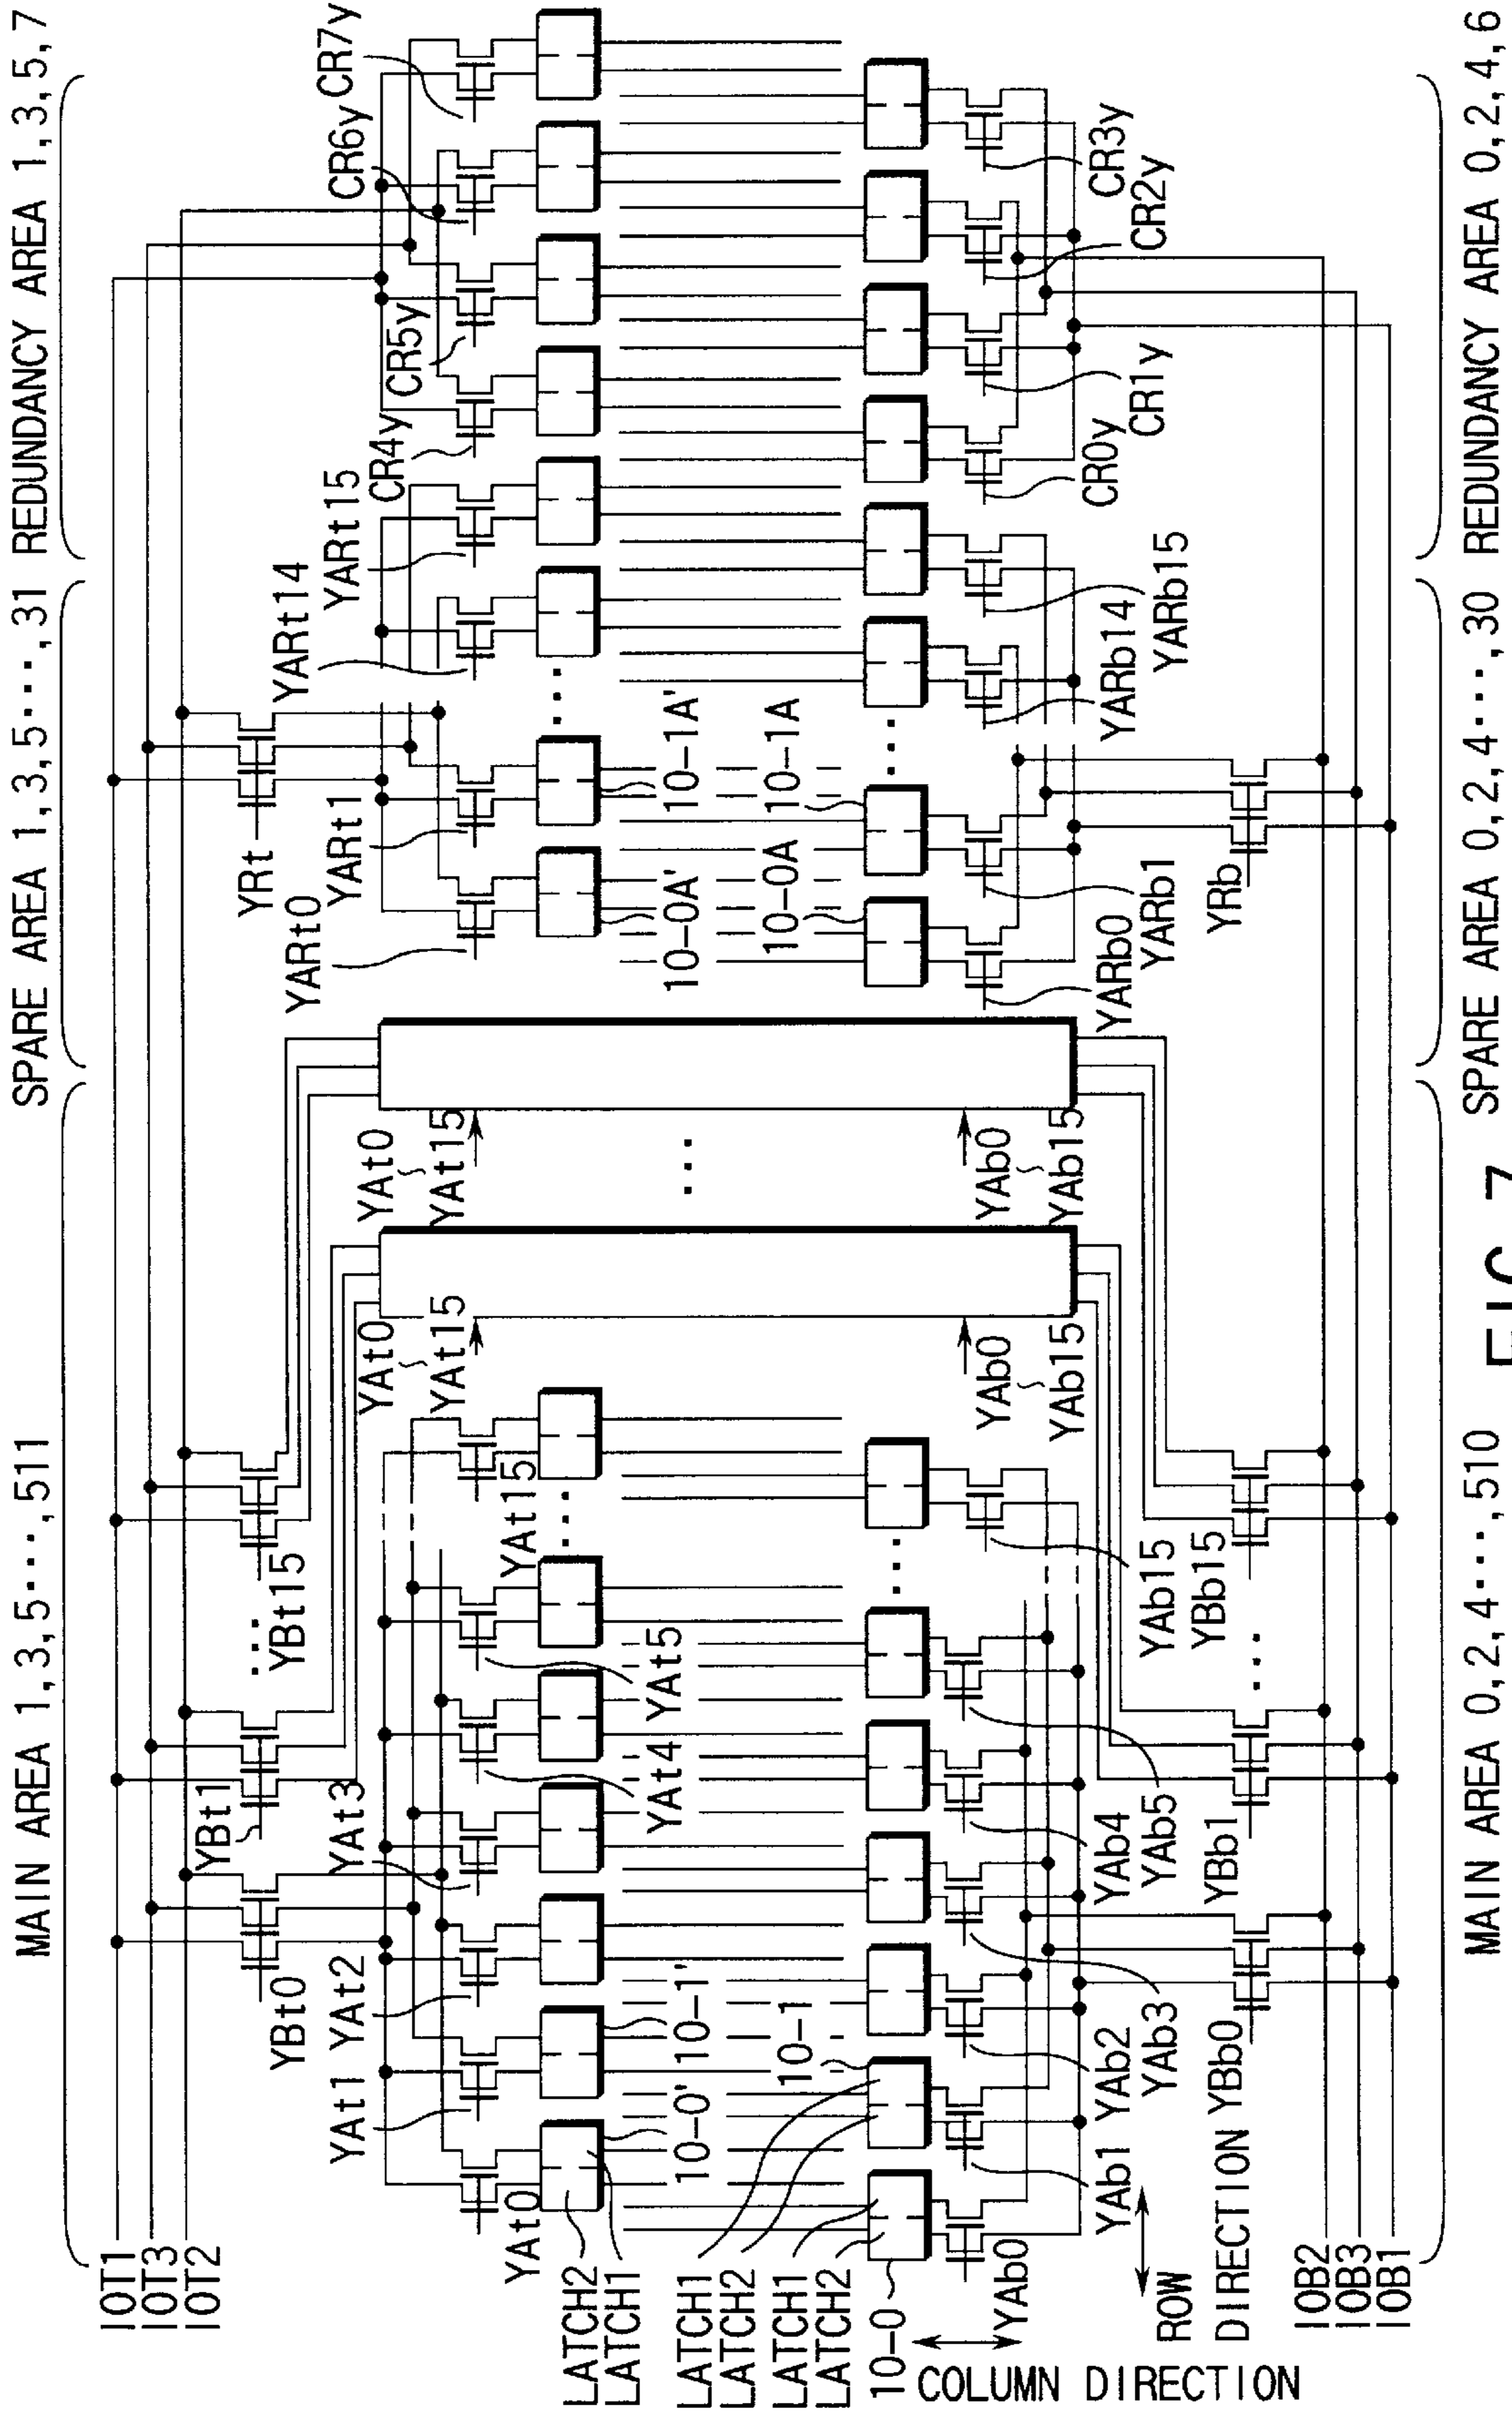 MAIN AREA 1,3,5···,511
SPARE AREA 1,3,5···,31
REDUNDANCY AREA 1,3,5,7
IOT1
IOT3
IOT2
YBt0
YBt1
···
YBt15
YRt
YAt0
YAt1
YAt2
YAt3
YAt4
YAt5
YAt15
YAt0
~
YAt15
YAt0
~
YAt15
YARt0
YARt1
YARt14
YARt15
CR4y
CR5y
CR6y
CR7y
···
···
···
LATCH2
LATCH1
LATCH1
LATCH2
LATCH1
LATCH2
10-0'
10-1'
10-1
10-0
10-0A'
10-1A'
10-0A
10-1A
···
···
YAb0
YAb1
YAb2
YAb3
YAb4
YAb5
YAb15
YAb0
~
YAb15
YAb0
~
YAb15
YARb0
YARb1
YARb14
YARb15
CR0y
CR1y
CR2y
CR3y
COLUMN DIRECTION
ROW
DIRECTION
YBb0
YBb1
···
YBb15
YRb
IOB2
IOB3
IOB1
MAIN AREA 0,2,4···,510
SPARE AREA 0,2,4···,30
REDUNDANCY AREA 0,2,4,6
FIG. 7